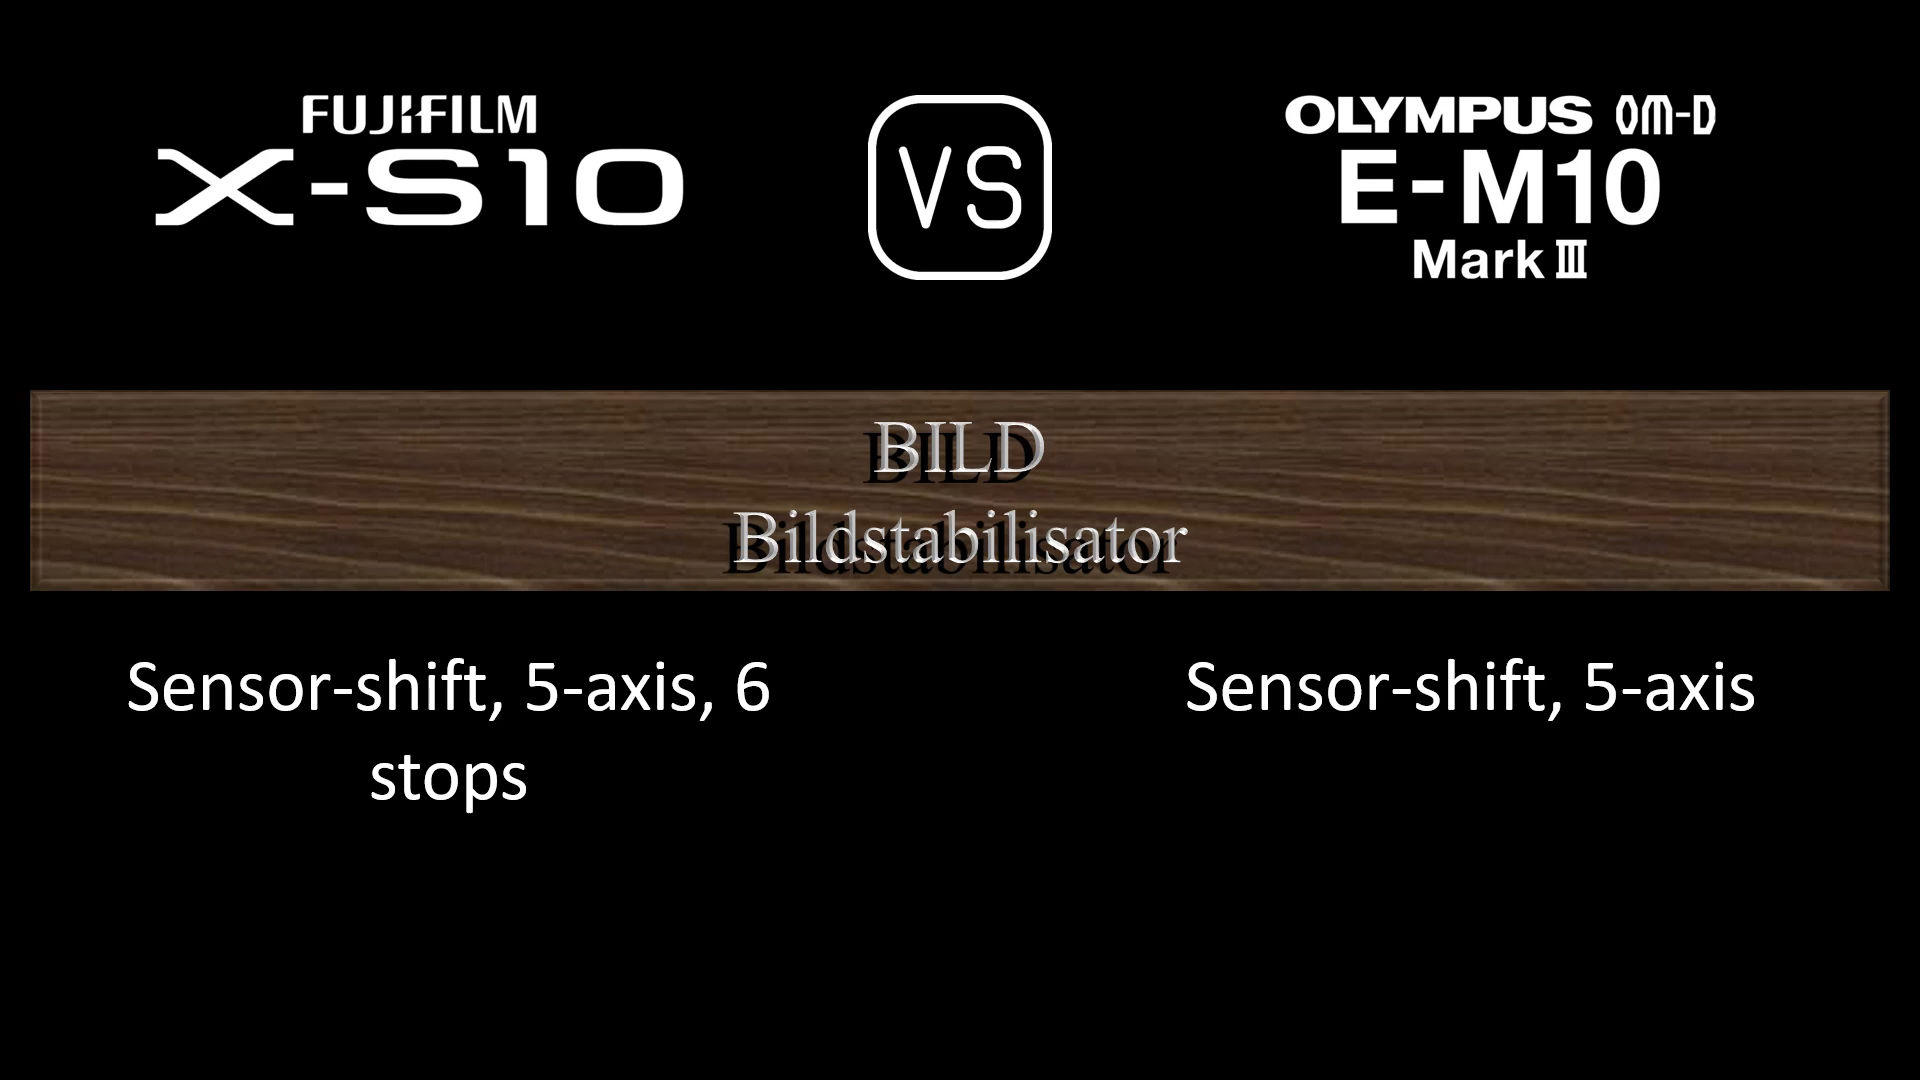 FUJIFILM
X-S10
VS
OLYMPUS OM-D
E-M10
Mark III
BILD
Bildstabilisator
Sensor-shift, 5-axis, 6
stops
Sensor-shift, 5-axis